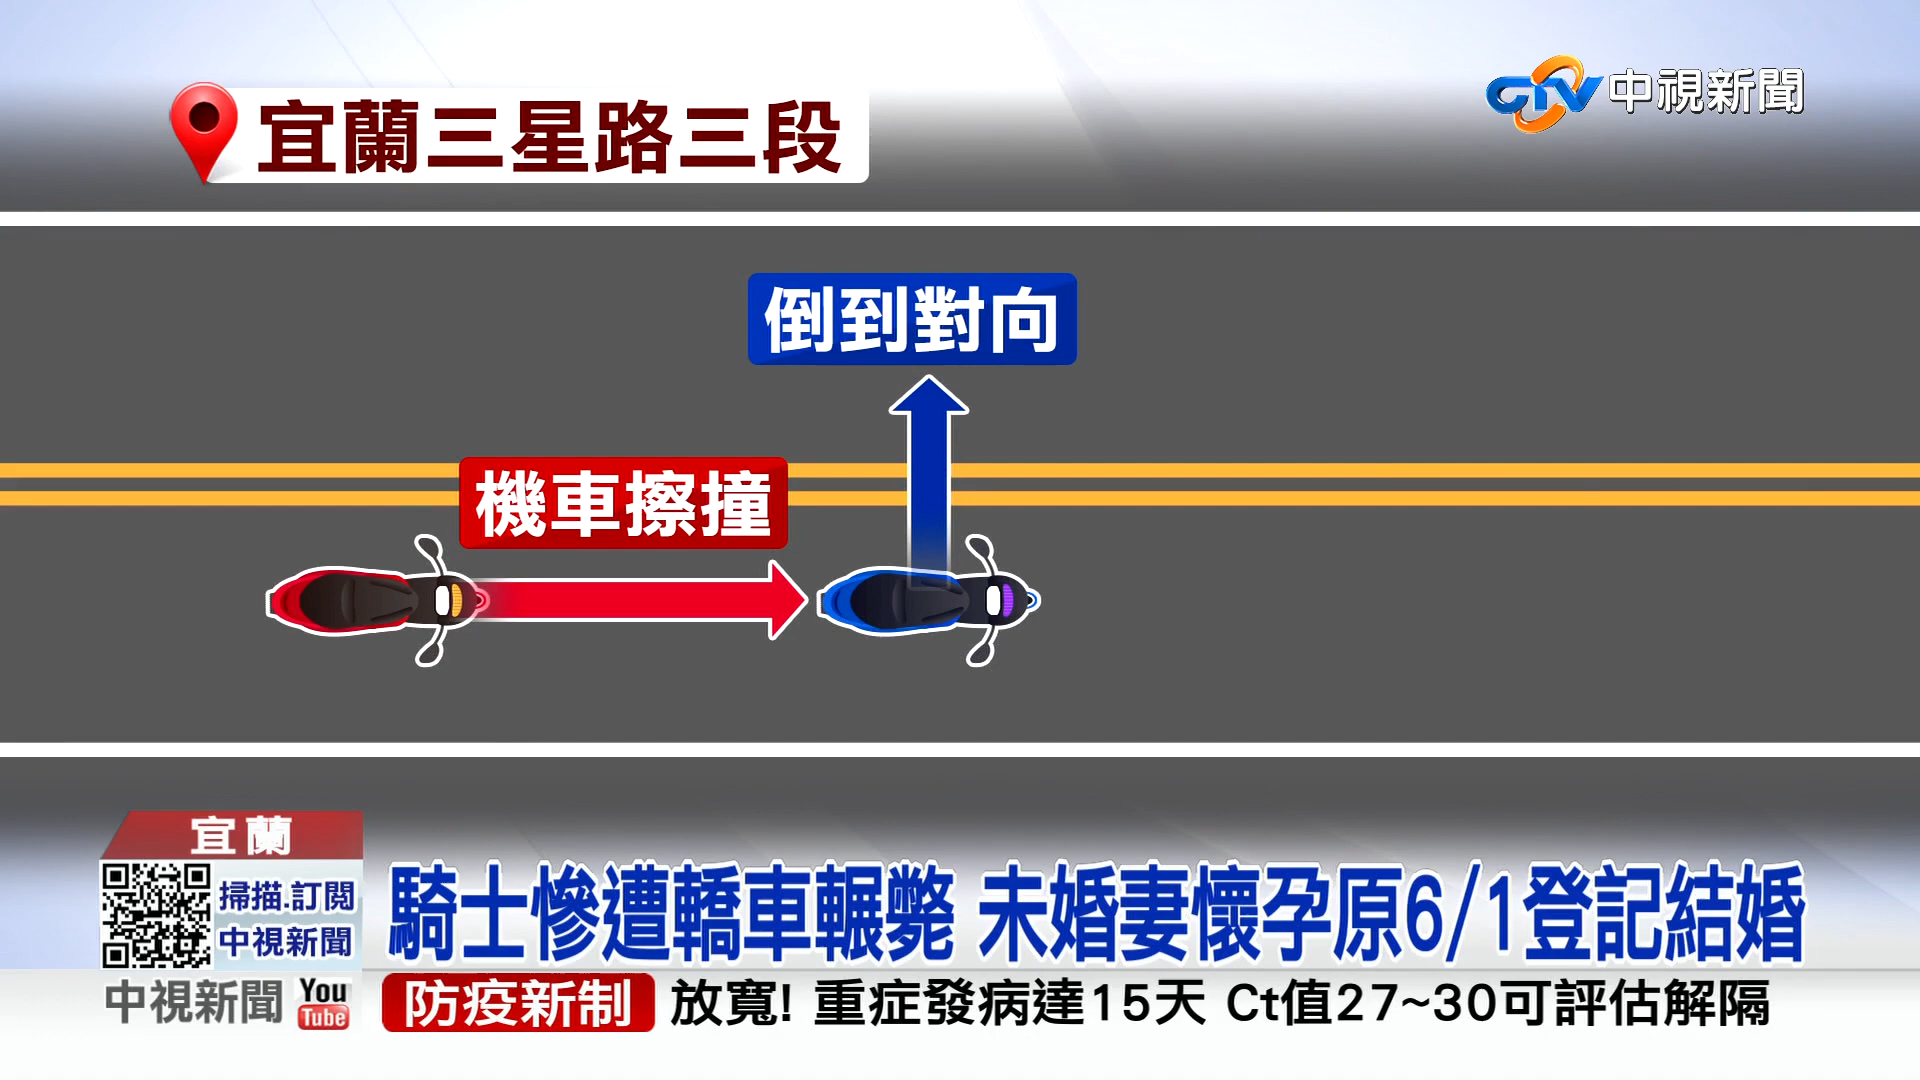 宜蘭三星路三段
CTV中視新聞
倒到對向
機車擦撞
宜蘭
掃描.訂閱
中視新聞
騎士慘遭轎車輾斃 未婚妻懷孕原6/1登記結婚
中視新聞 YouTube
防疫新制 放寬! 重症發病達15天 Ct值27~30可評估解隔